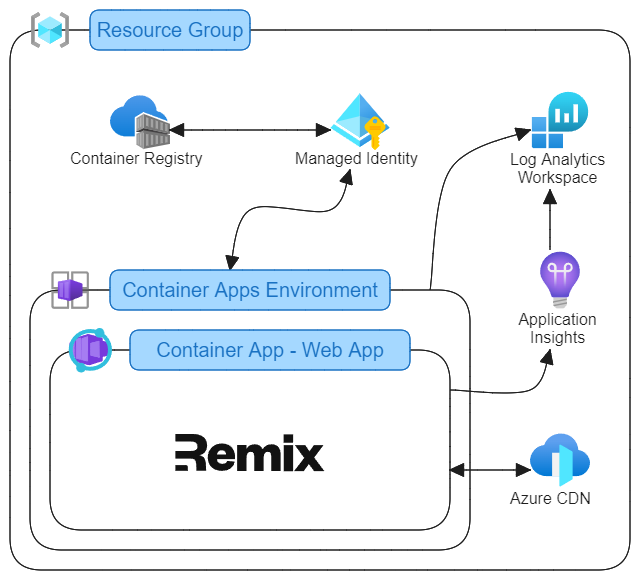 Resource Group
Container Registry
Managed Identity
Log Analytics
Workspace
Container Apps Environment
Application
Insights
Container App - Web App
Remix
Azure CDN